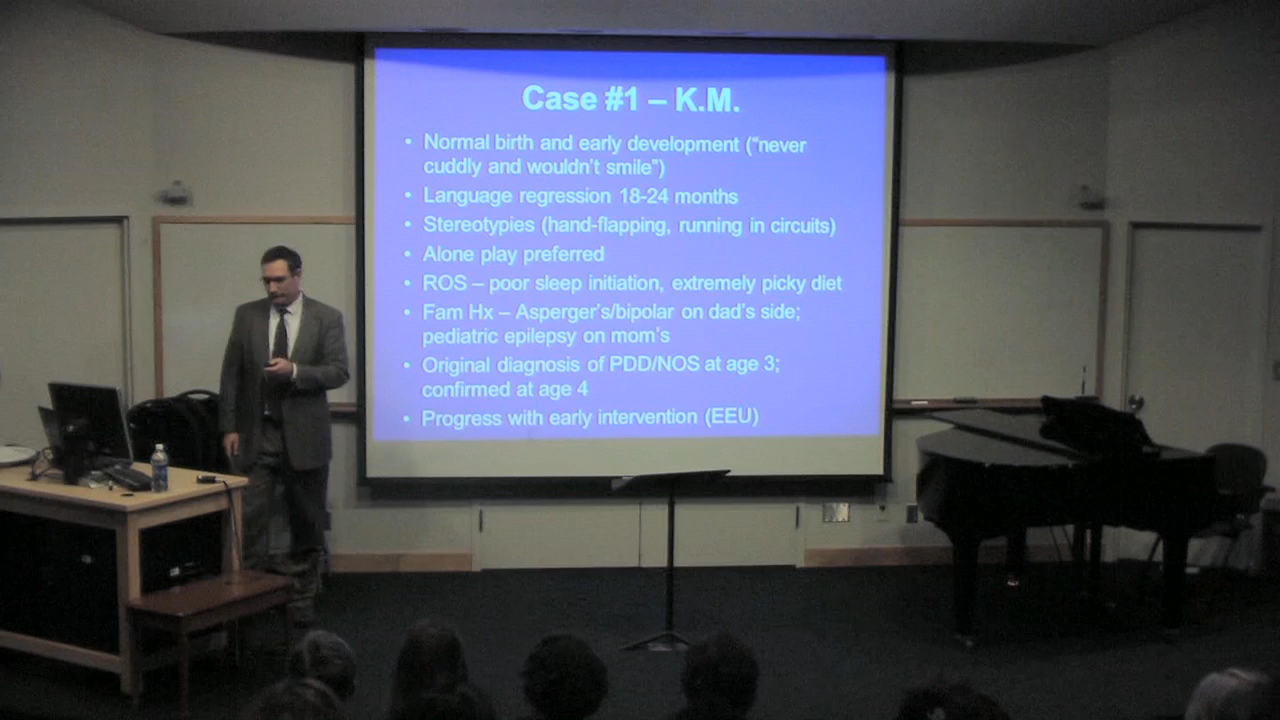 Case #1 – K.M.
• Normal birth and early development ("never
cuddly and wouldn't smile")
• Language regression 18-24 months
• Stereotypies (hand-flapping, running in circuits)
• Alone play preferred
• ROS – poor sleep initiation, extremely picky diet
• Fam Hx – Asperger's/bipolar on dad's side;
pediatric epilepsy on mom's
• Original diagnosis of PDD/NOS at age 3;
confirmed at age 4
• Progress with early intervention (EEU)